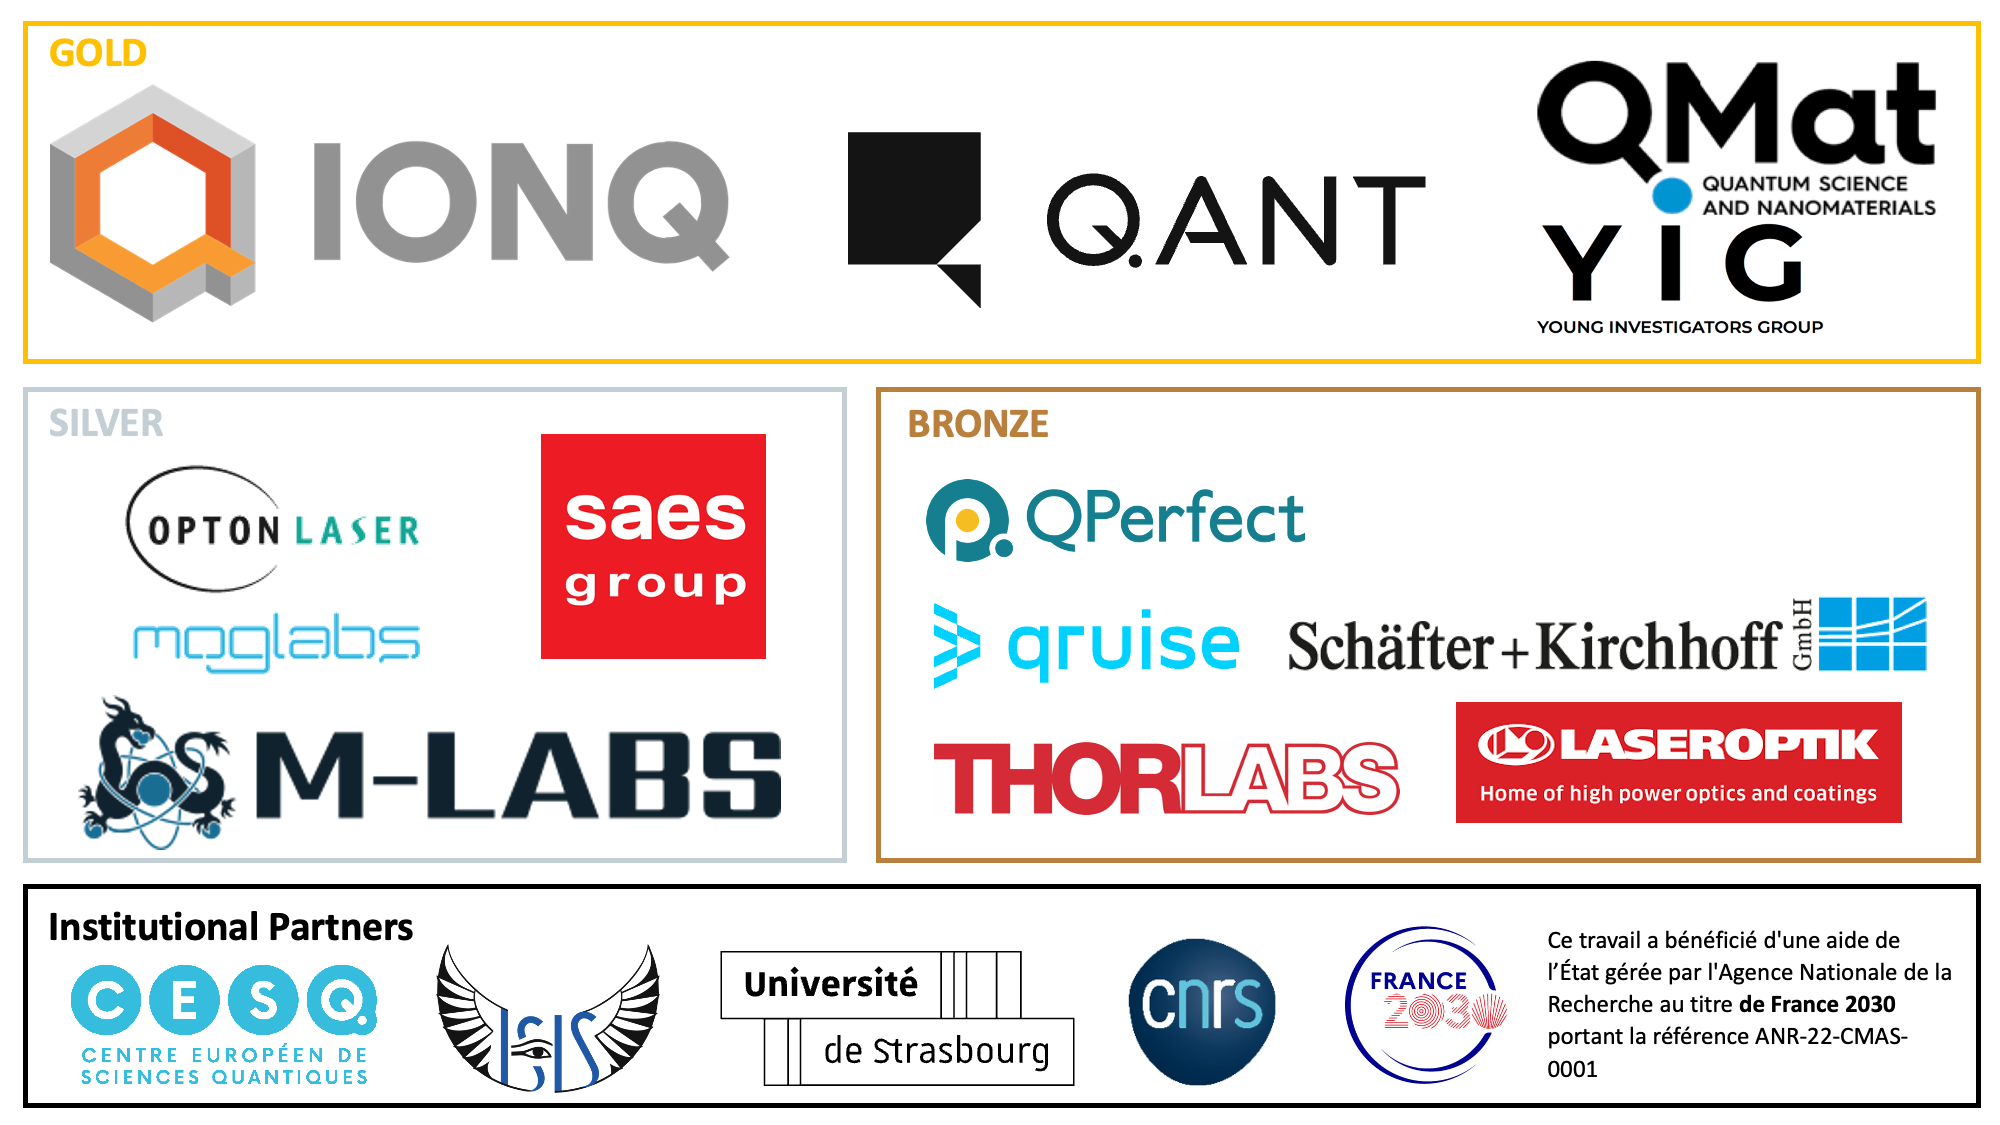 GOLD
IONQ
Q.ANT
QMat
QUANTUM SCIENCE
AND NANOMATERIALS
YIG
YOUNG INVESTIGATORS GROUP
SILVER
OPTON LASER
saes
group
moglabs
M-LABS
BRONZE
QPerfect
qruise
Schäfter+Kirchhoff GmbH
THORLABS
LASEROPTIK
Home of high power optics and coatings
Institutional Partners
CESQ
CENTRE EUROPÉEN DE
SCIENCES QUANTIQUES
ISIS
Université
de Strasbourg
cnrs
FRANCE
2030
Ce travail a bénéficié d'une aide de
l’État gérée par l'Agence Nationale de la
Recherche au titre de France 2030
portant la référence ANR-22-CMAS-
0001